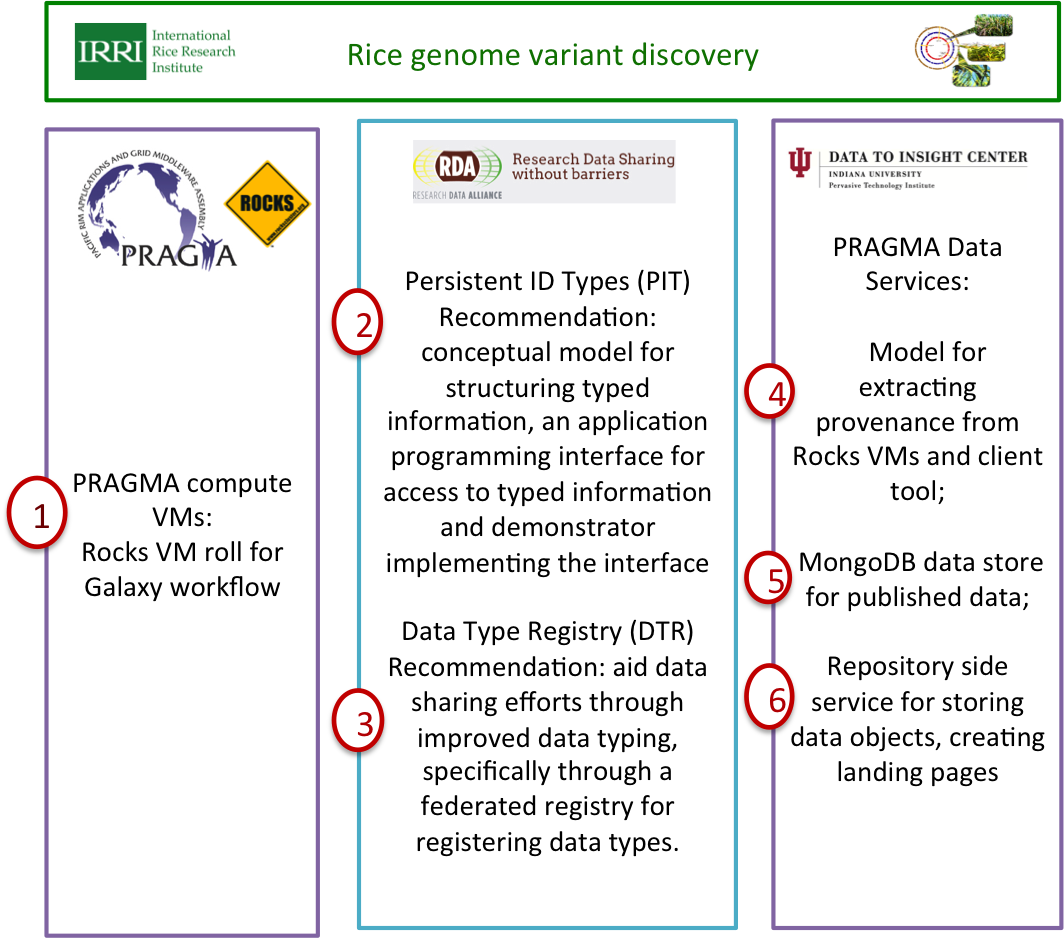 IRRI
International
Rice Research
Institute
Rice genome variant discovery
PACIFIC RIM APPLICATIONS AND GRID MIDDLEWARE ASSEMBLY
PRAGMA
ROCKS
www.rocksclusters.org
1
PRAGMA compute
VMs:
Rocks VM roll for
Galaxy workflow
RDA
RESEARCH DATA ALLIANCE
Research Data Sharing
without barriers
2
Persistent ID Types (PIT)
Recommendation:
conceptual model for
structuring typed
information, an application
programming interface for
access to typed information
and demonstrator
implementing the interface
3
Data Type Registry (DTR)
Recommendation: aid data
sharing efforts through
improved data typing,
specifically through a
federated registry for
registering data types.
DATA TO INSIGHT CENTER
INDIANA UNIVERSITY
Pervasive Technology Institute
PRAGMA Data
Services:
4
Model for
extracting
provenance from
Rocks VMs and client
tool;
5
MongoDB data store
for published data;
6
Repository side
service for storing
data objects, creating
landing pages